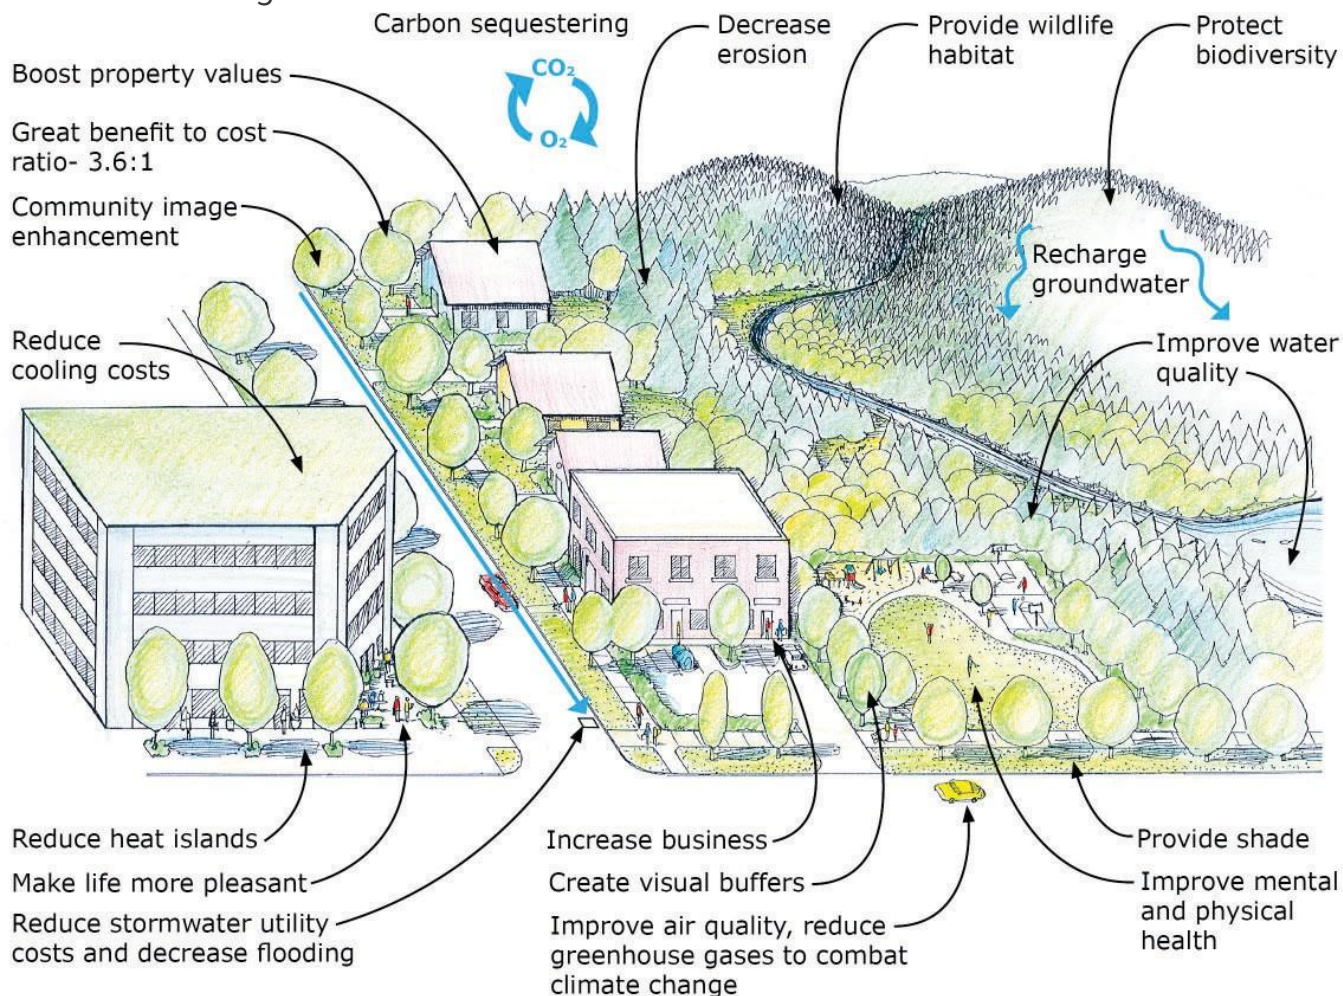 Carbon sequestering
CO₂
O₂
Decrease
erosion
Provide wildlife
habitat
Protect
biodiversity
Boost property values
Great benefit to cost
ratio- 3.6:1
Community image
enhancement
Reduce
cooling costs
Recharge
groundwater
Improve water
quality
Reduce heat islands
Make life more pleasant
Reduce stormwater utility
costs and decrease flooding
Increase business
Create visual buffers
Improve air quality, reduce
greenhouse gases to combat
climate change
Provide shade
Improve mental
and physical
health